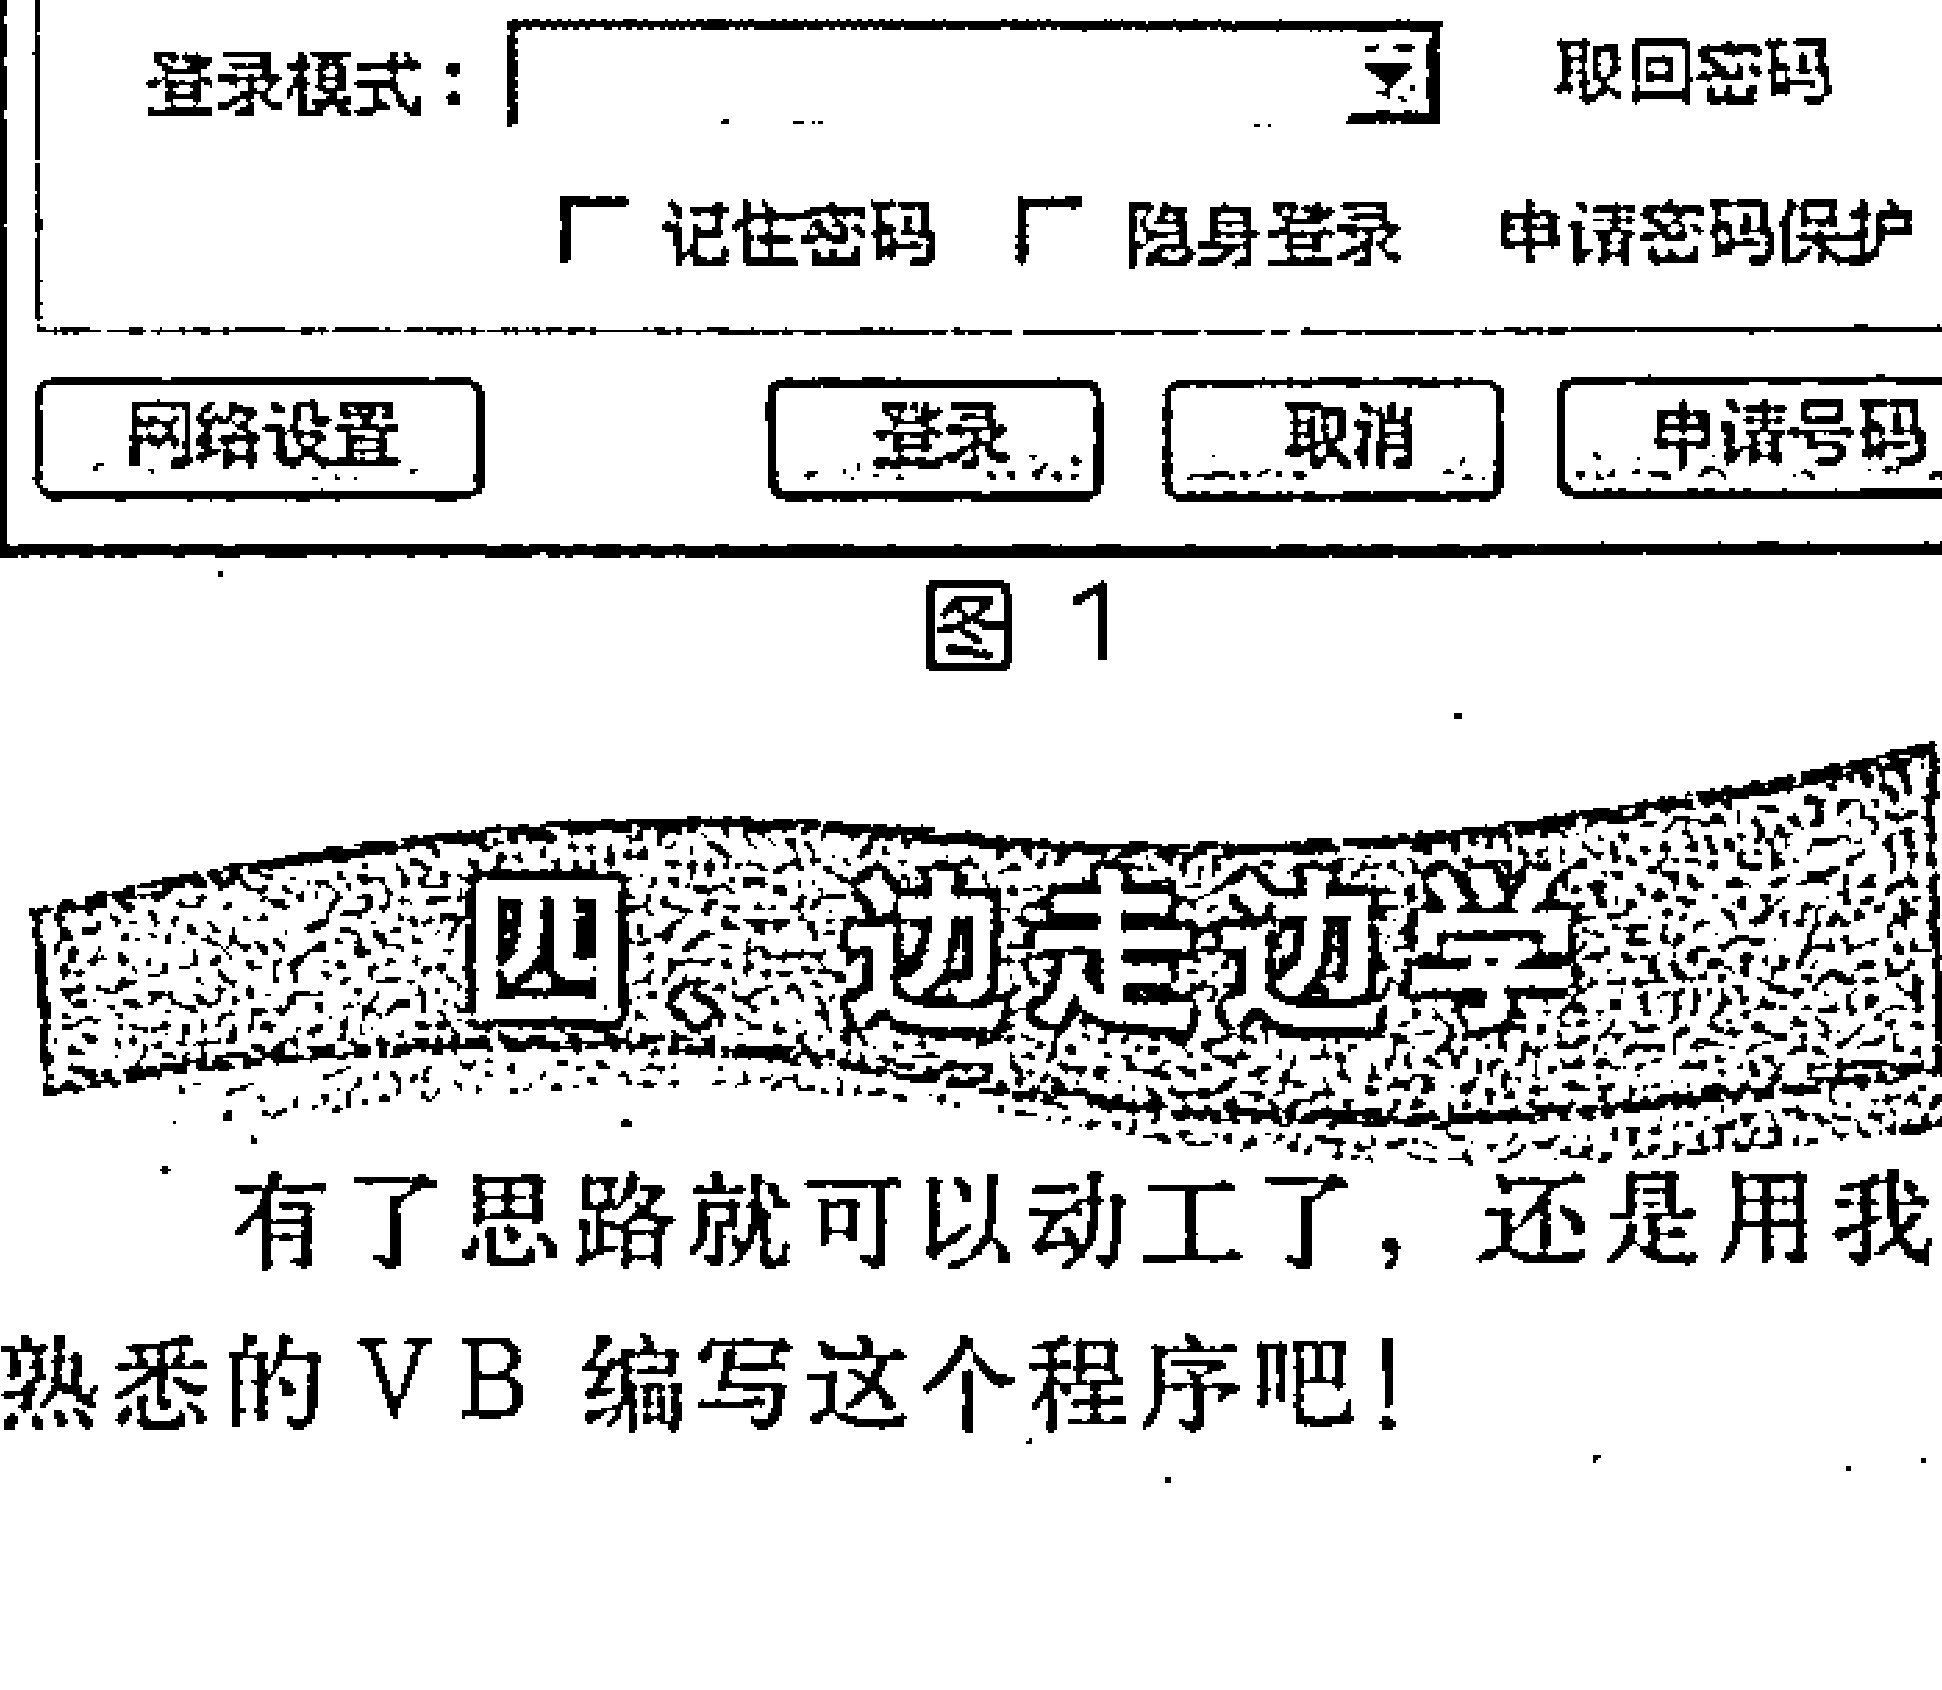 登录模式： 取回密码
记住密码 隐身登录 申请密码保护
网络设置 登录 取消 申请号码
图 1
四、边走边学
有了思路就可以动工了，还是用我
熟悉的 VB 编写这个程序吧！